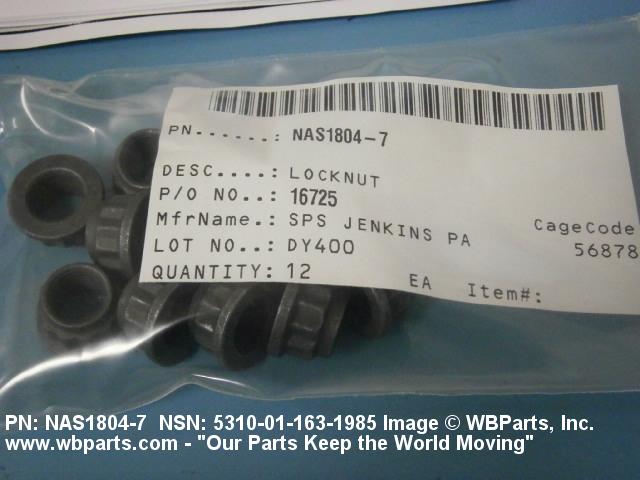 PN......: NAS1804-7
DESC....: LOCKNUT
P/O NO..: 16725
MfrName.: SPS JENKINS PA CageCode
LOT NO..: DY400 56878
QUANTITY: 12 EA Item#:
PN: NAS1804-7 NSN: 5310-01-163-1985 Image © WBParts, Inc.
www.wbparts.com - "Our Parts Keep the World Moving"